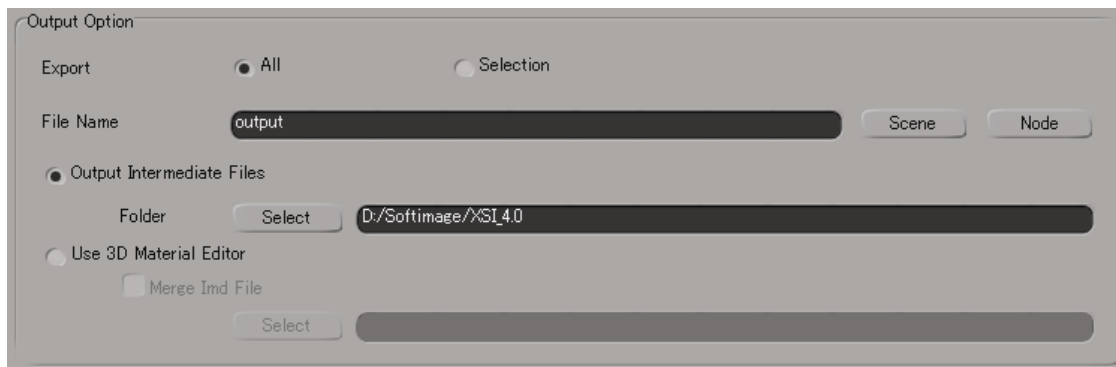 Output Option
Export All Selection
File Name output Scene Node
Output Intermediate Files
Folder Select D:/Softimage/XSI_4.0
Use 3D Material Editor
Merge Imd File
Select